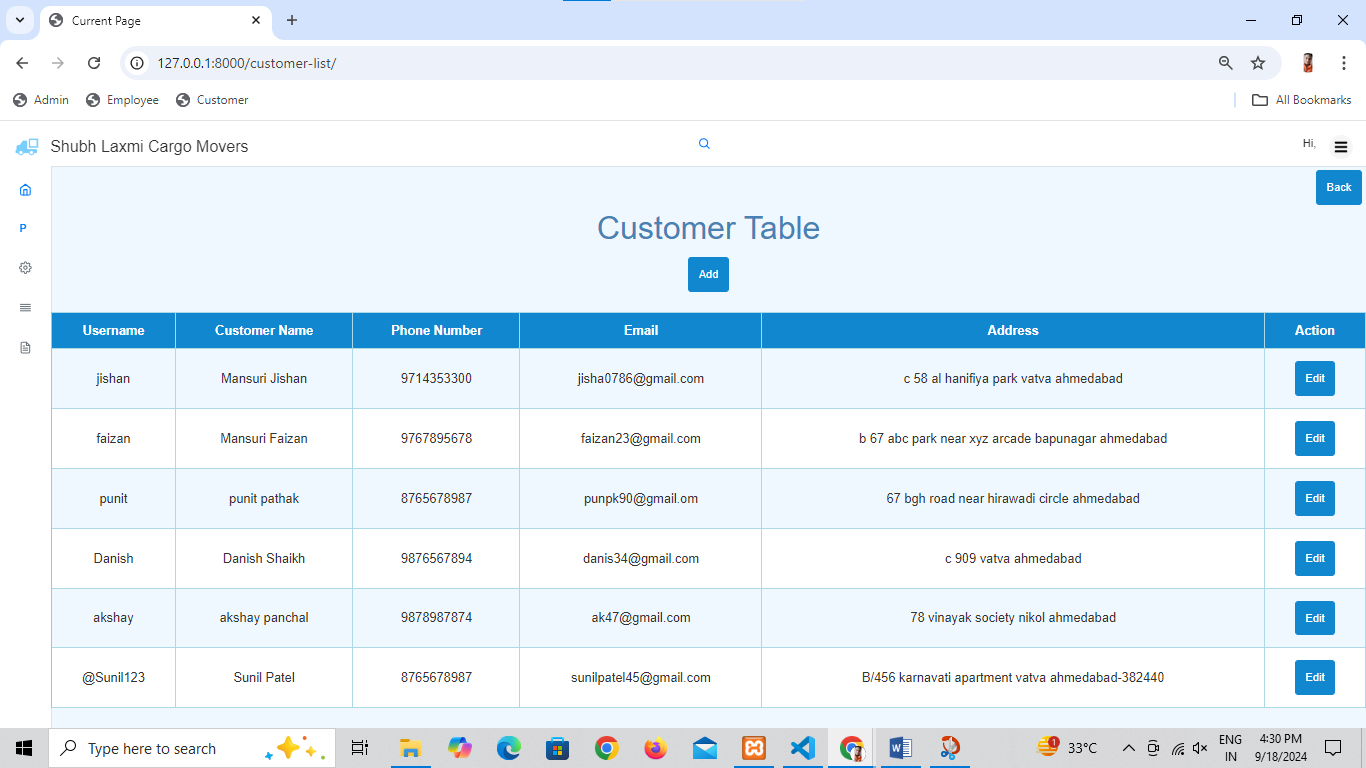 Current Page
127.0.0.1:8000/customer-list/
Admin Employee Customer All Bookmarks
Shubh Laxmi Cargo Movers Hi,
Back
P
Customer Table
Add
Username Customer Name Phone Number Email Address Action
jishan Mansuri Jishan 9714353300 jisha0786@gmail.com c 58 al hanifiya park vatva ahmedabad Edit
faizan Mansuri Faizan 9767895678 faizan23@gmail.com b 67 abc park near xyz arcade bapunagar ahmedabad Edit
punit punit pathak 8765678987 punpk90@gmail.om 67 bgh road near hirawadi circle ahmedabad Edit
Danish Danish Shaikh 9876567894 danis34@gmail.com c 909 vatva ahmedabad Edit
akshay akshay panchal 9878987874 ak47@gmail.com 78 vinayak society nikol ahmedabad Edit
@Sunil123 Sunil Patel 8765678987 sunilpatel45@gmail.com B/456 karnavati apartment vatva ahmedabad-382440 Edit
Type here to search 1 33°C ENG 4:30 PM
IN 9/18/2024